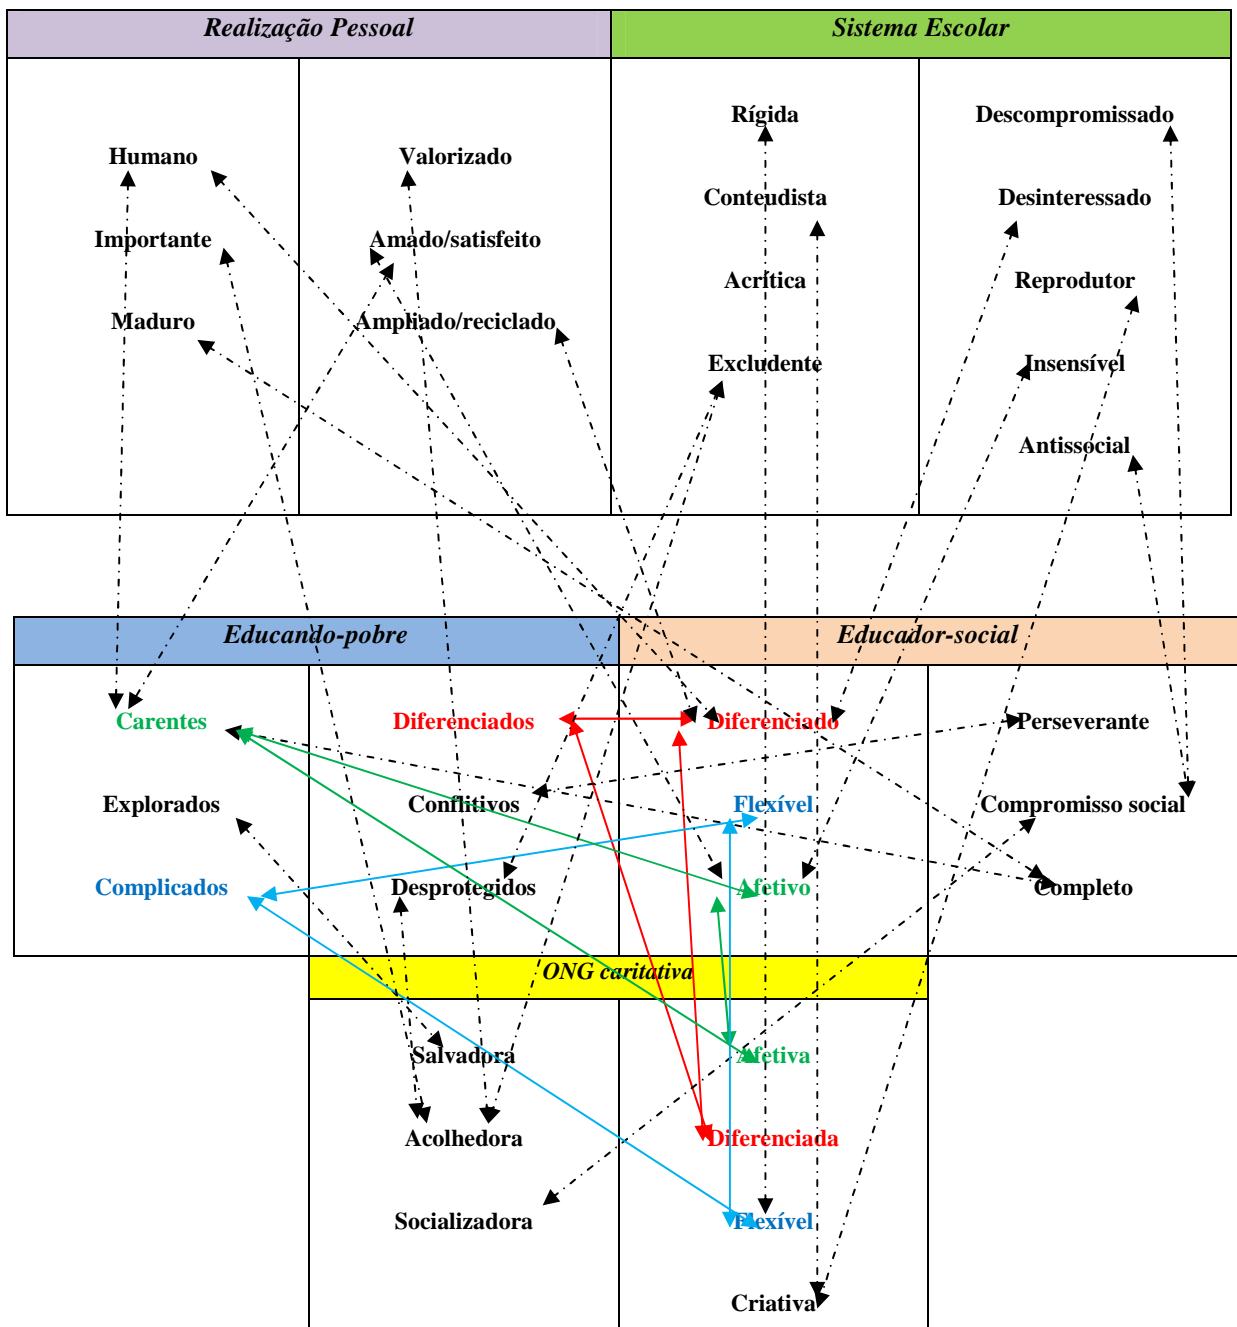 Realização Pessoal
Sistema Escolar
Humano
Importante
Maduro
Valorizado
Amado/satisfeito
Ampliado/reciclado
Rígida
Conteudista
Acrítica
Excludente
Descompromissado
Desinteressado
Reprodutor
Insensível
Antissocial
Educando-pobre
Educador-social
Carentes
Explorados
Complicados
Diferenciados
Conflitivos
Desprotegidos
Diferenciado
Flexível
Afetivo
Perseverante
Compromisso social
Completo
ONG caritativa
Salvadora
Acolhedora
Socializadora
Afetiva
Diferenciada
Flexível
Criativa